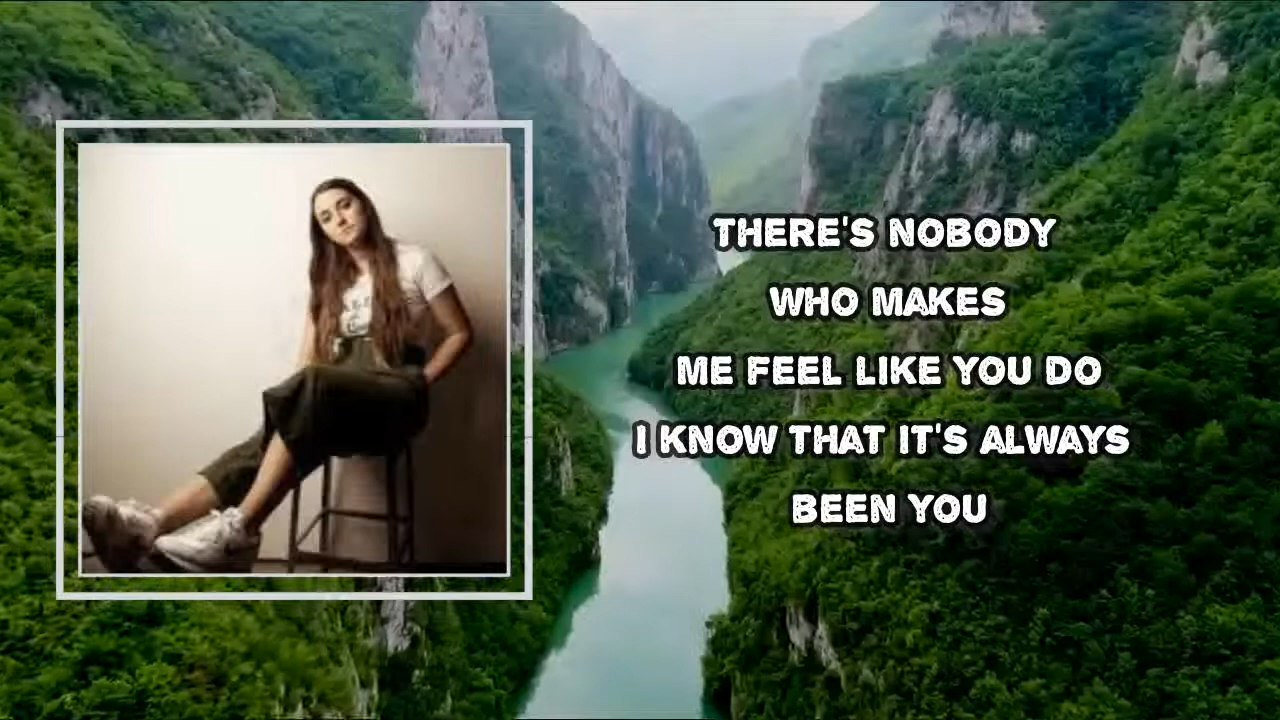 THERE'S NOBODY
WHO MAKES
ME FEEL LIKE YOU DO
I KNOW THAT IT'S ALWAYS
BEEN YOU